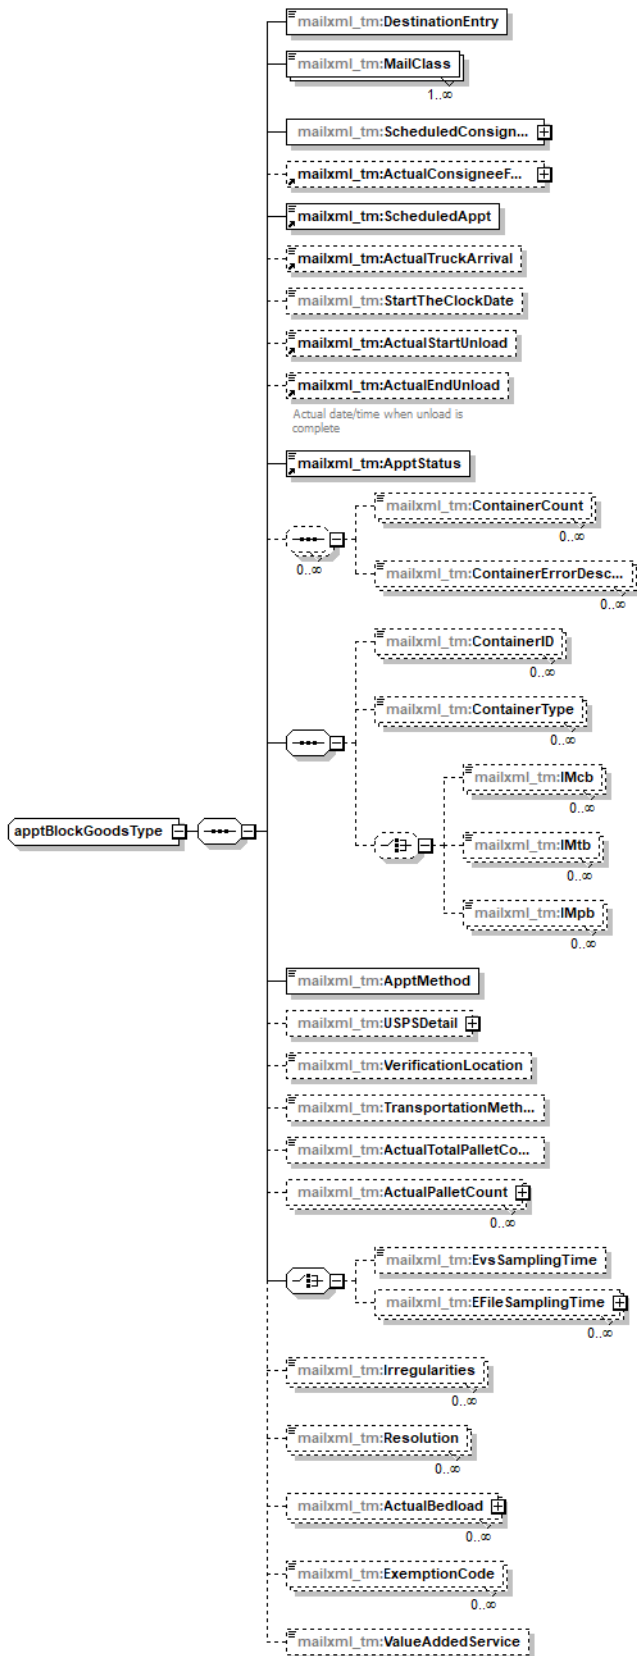 mailxml_tm:DestinationEntry
mailxml_tm:MailClass
1..∞
mailxml_tm:ScheduledConsign...
mailxml_tm:ActualConsigneeF...
mailxml_tm:ScheduledAppt
mailxml_tm:ActualTruckArrival
mailxml_tm:StartTheClockDate
mailxml_tm:ActualStartUnload
mailxml_tm:ActualEndUnload
Actual date/time when unload is
complete
mailxml_tm:ApptStatus
0..∞
mailxml_tm:ContainerCount
0..∞
mailxml_tm:ContainerErrorDesc...
0..∞
mailxml_tm:ContainerID
0..∞
mailxml_tm:ContainerType
0..∞
mailxml_tm:IMcb
0..∞
mailxml_tm:IMtb
0..∞
mailxml_tm:IMpb
0..∞
apptBlockGoodsType
mailxml_tm:ApptMethod
mailxml_tm:USPSDetail
mailxml_tm:VerificationLocation
mailxml_tm:TransportationMeth...
mailxml_tm:ActualTotalPalletCo...
mailxml_tm:ActualPalletCount
0..∞
mailxml_tm:EvsSamplingTime
mailxml_tm:EFileSamplingTime
0..∞
mailxml_tm:Irregularities
0..∞
mailxml_tm:Resolution
0..∞
mailxml_tm:ActualBedload
0..∞
mailxml_tm:ExemptionCode
0..∞
mailxml_tm:ValueAddedService